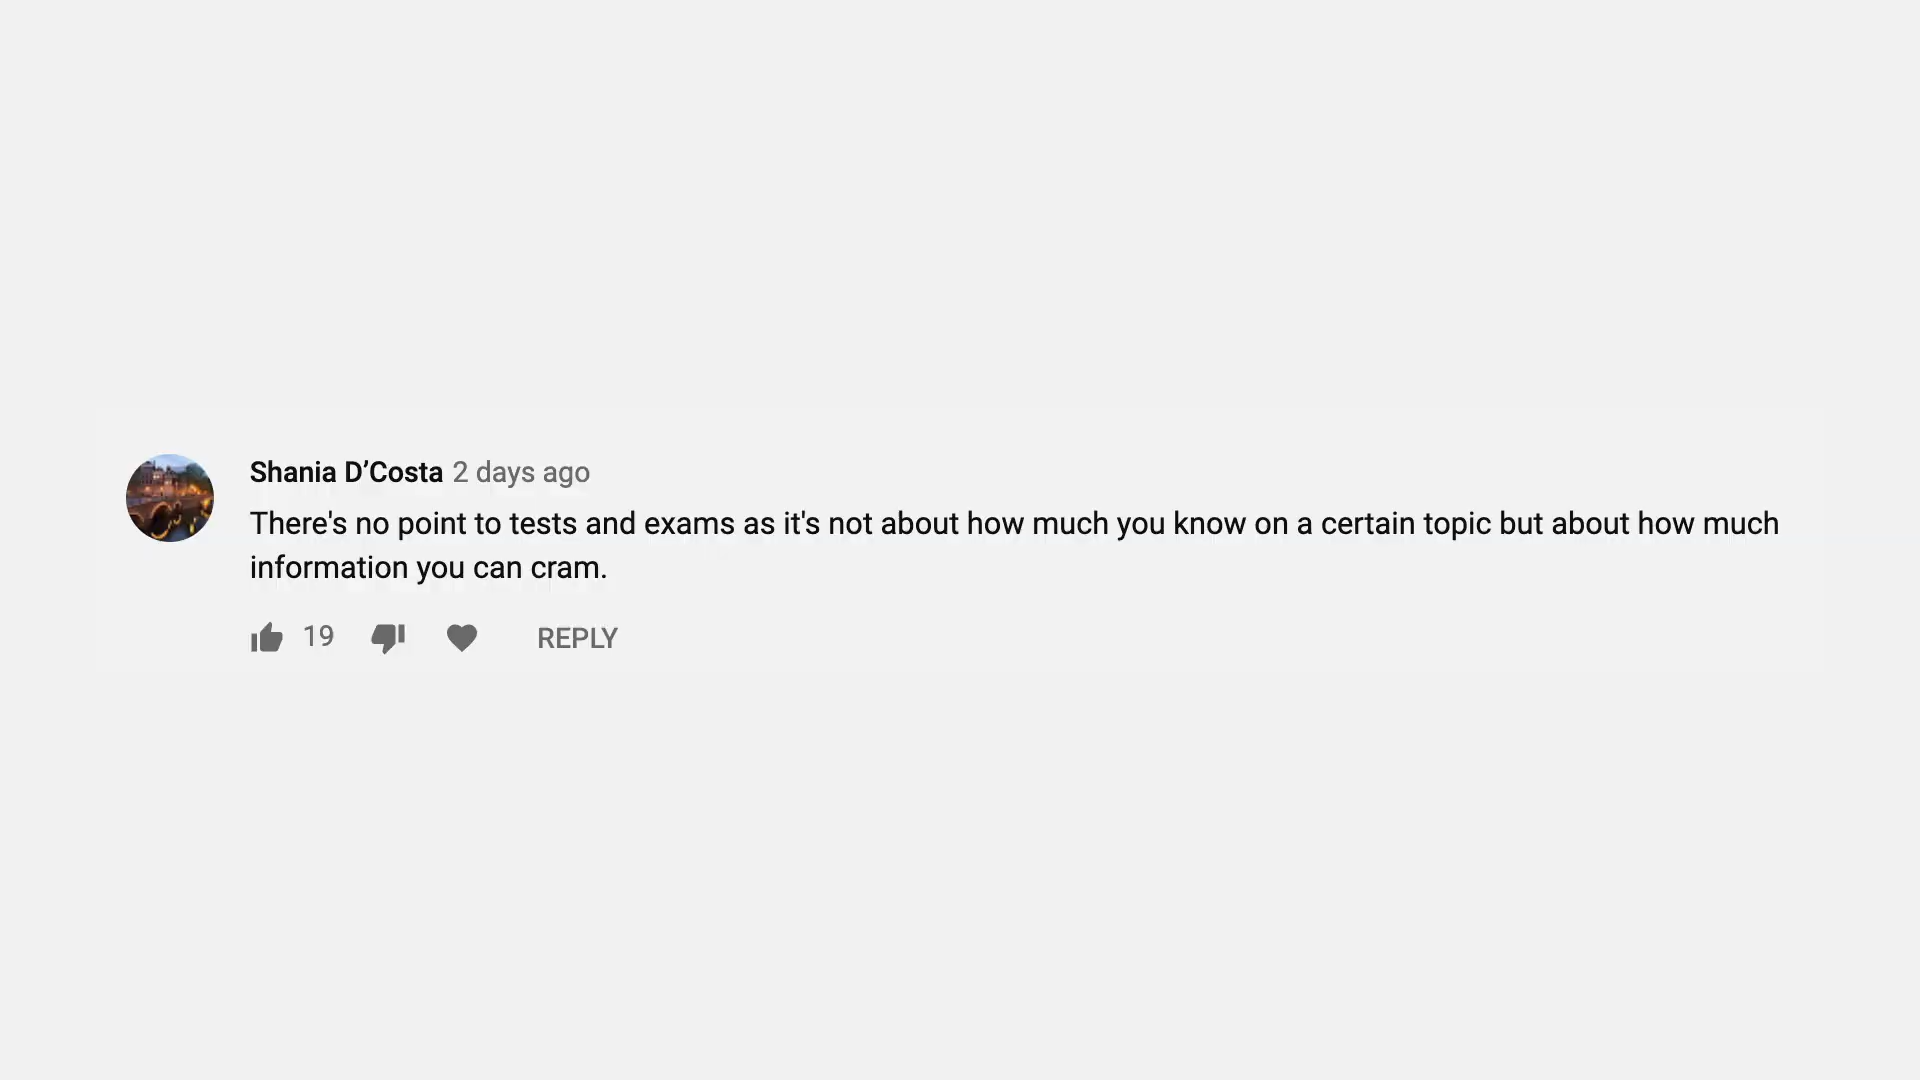 Shania D’Costa 2 days ago
There's no point to tests and exams as it's not about how much you know on a certain topic but about how much
information you can cram.
19 REPLY